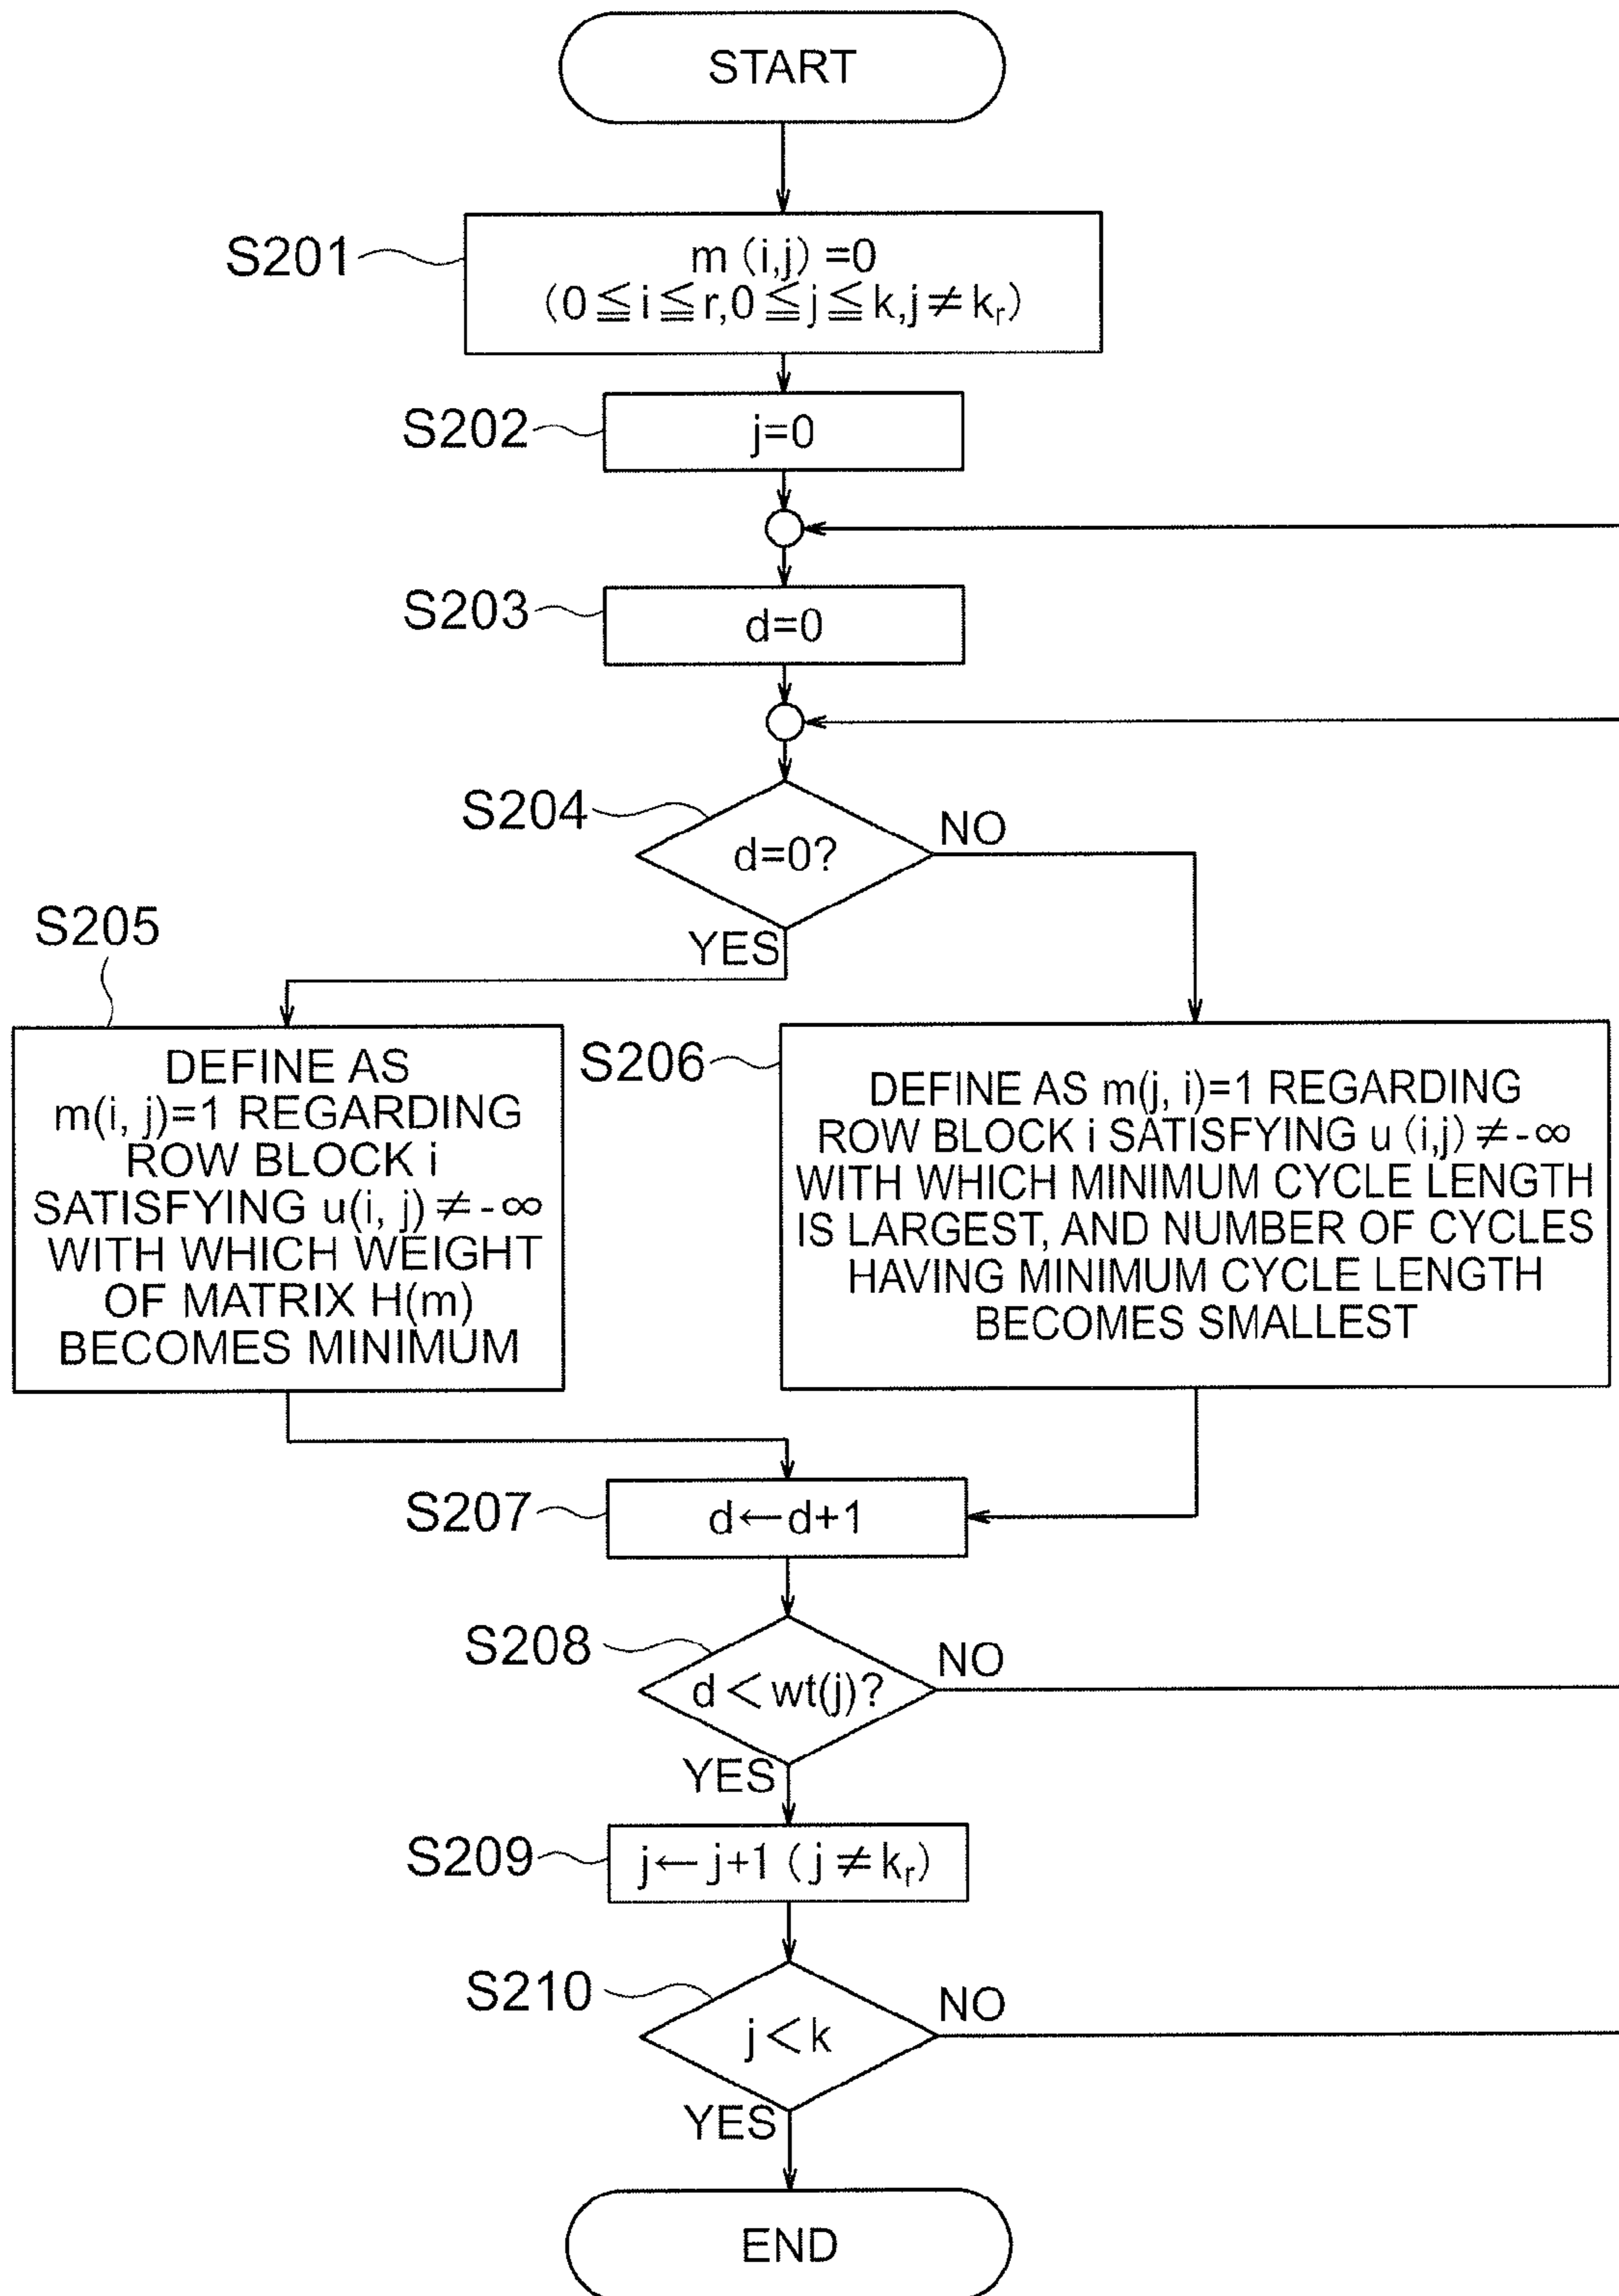 START
S201
m (i,j) =0
(0≦i≦r,0≦j≦k,j≠kᵣ)
S202
j=0
S203
d=0
S204
d=0?
NO
YES
S205
DEFINE AS
m(i, j)=1 REGARDING
ROW BLOCK i
SATISFYING u(i, j)≠-∞
WITH WHICH WEIGHT
OF MATRIX H(m)
BECOMES MINIMUM
S206
DEFINE AS m(j, i)=1 REGARDING
ROW BLOCK i SATISFYING u (i,j)≠-∞
WITH WHICH MINIMUM CYCLE LENGTH
IS LARGEST, AND NUMBER OF CYCLES
HAVING MINIMUM CYCLE LENGTH
BECOMES SMALLEST
S207
d←d+1
S208
d<wt(j)?
NO
YES
S209
j←j+1 (j≠kᵣ)
S210
j<k
NO
YES
END